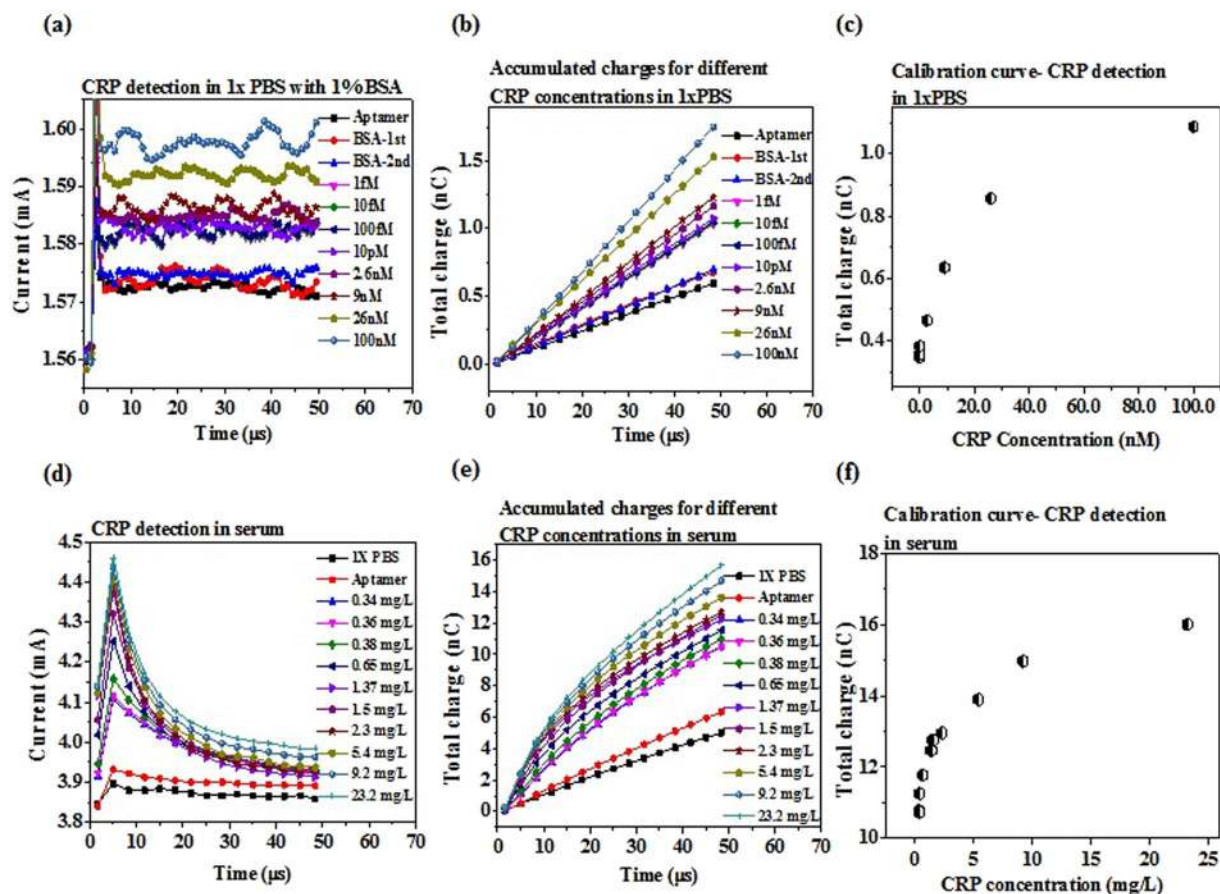 (a)
CRP detection in 1x PBS with 1%BSA
Current (mA)
1.60
1.59
1.58
1.57
1.56
Aptamer
BSA-1st
BSA-2nd
1fM
10fM
100fM
10pM
2.6nM
9nM
26nM
100nM
0 10 20 30 40 50 60 70
Time (μs)
(b)
Accumulated charges for different
CRP concentrations in 1xPBS
Total charge (nC)
1.5
1.0
0.5
0.0
Aptamer
BSA-1st
BSA-2nd
1fM
10fM
100fM
10pM
2.6nM
9nM
26nM
100nM
0 10 20 30 40 50 60 70
Time (μs)
(c)
Calibration curve- CRP detection
in 1xPBS
Total charge (nC)
1.0
0.8
0.6
0.4
0.0 20.0 40.0 60.0 80.0 100.0
CRP Concentration (nM)
(d)
CRP detection in serum
Current (mA)
4.5
4.4
4.3
4.2
4.1
4.0
3.9
3.8
1X PBS
Aptamer
0.34 mg/L
0.36 mg/L
0.38 mg/L
0.65 mg/L
1.37 mg/L
1.5 mg/L
2.3 mg/L
5.4 mg/L
9.2 mg/L
23.2 mg/L
0 10 20 30 40 50 60 70
Time (μs)
(e)
Accumulated charges for different
CRP concentrations in serum
Total charge (nC)
16
14
12
10
8
6
4
2
0
1X PBS
Aptamer
0.34 mg/L
0.36 mg/L
0.38 mg/L
0.65 mg/L
1.37 mg/L
1.5 mg/L
2.3 mg/L
5.4 mg/L
9.2 mg/L
23.2 mg/L
0 10 20 30 40 50 60 70
Time (μs)
(f)
Calibration curve- CRP detection
in serum
Total charge (nC)
18
16
14
12
10
0 5 10 15 20 25
CRP concentration (mg/L)